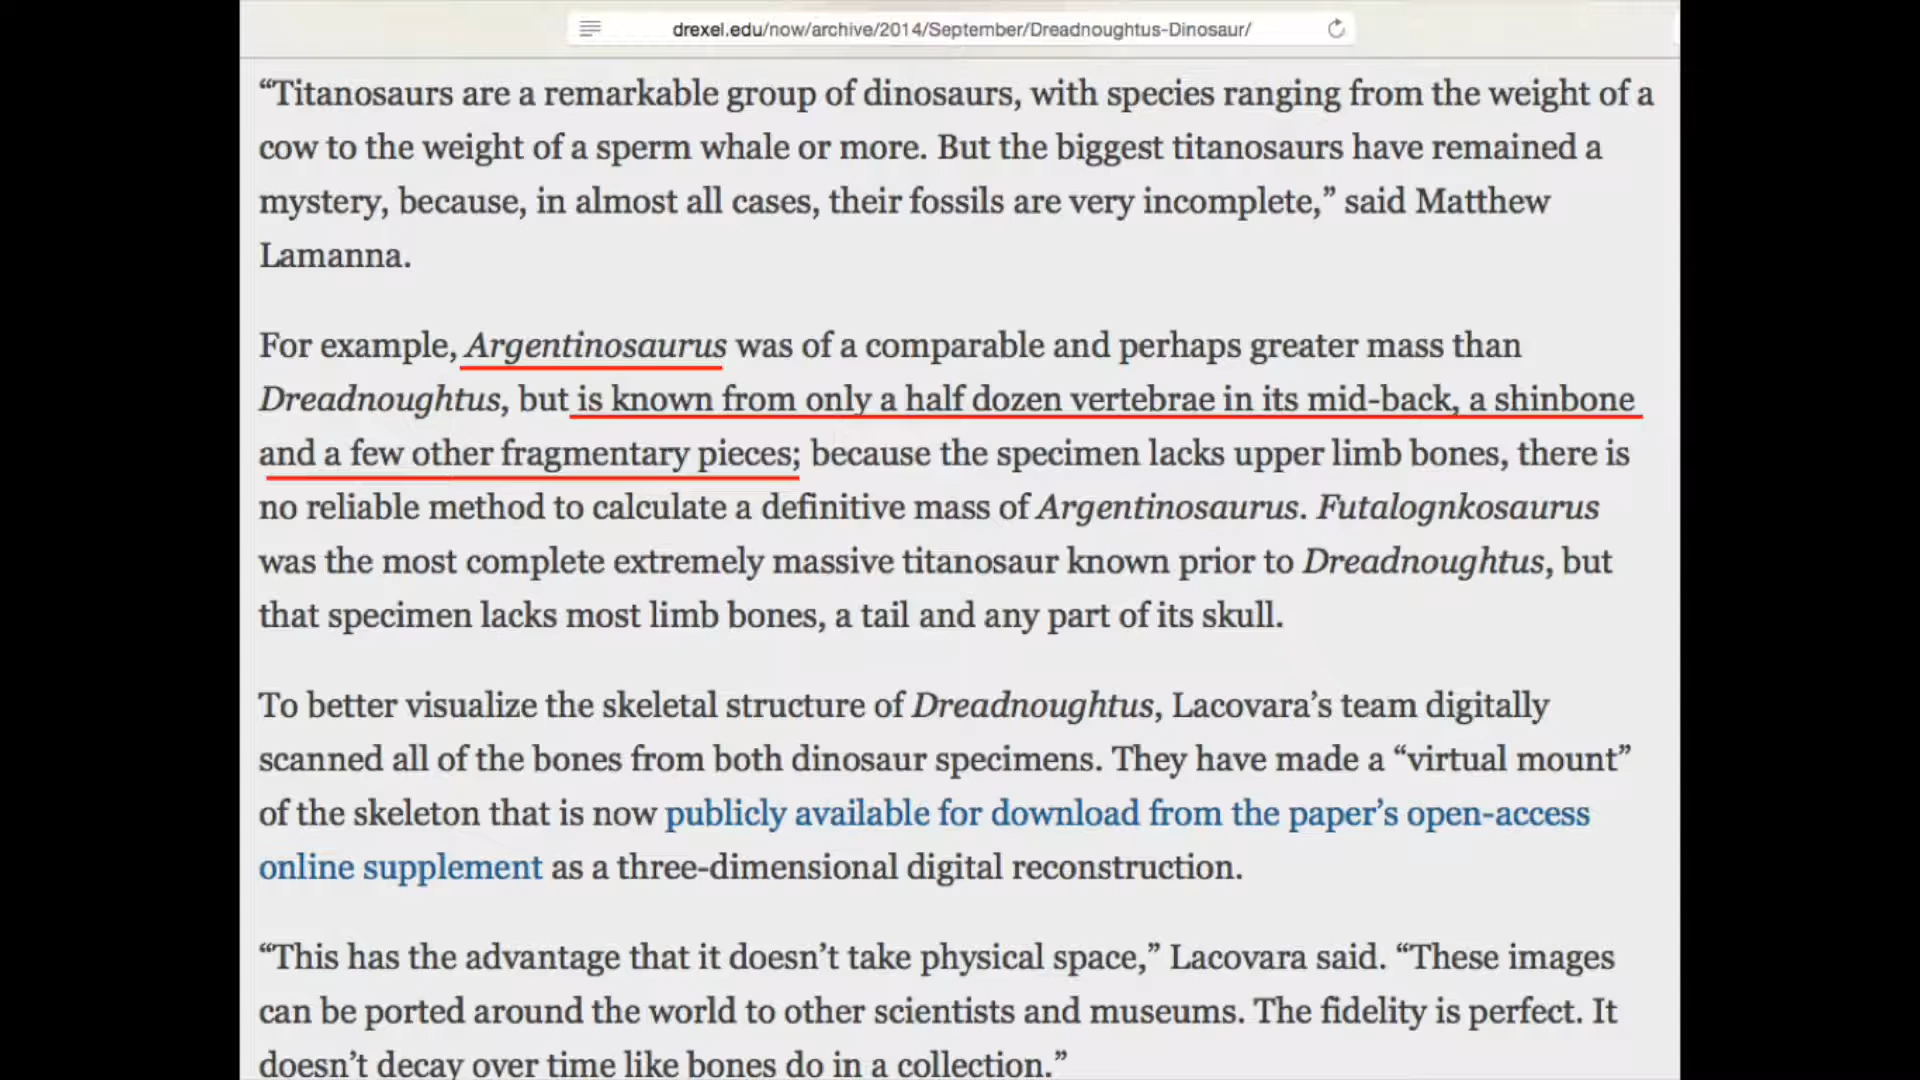 drexel.edu/now/archive/2014/September/Dreadnoughtus-Dinosaur/
“Titanosaurs are a remarkable group of dinosaurs, with species ranging from the weight of a
cow to the weight of a sperm whale or more. But the biggest titanosaurs have remained a
mystery, because, in almost all cases, their fossils are very incomplete,” said Matthew
Lamanna.
For example, Argentinosaurus was of a comparable and perhaps greater mass than
Dreadnoughtus, but is known from only a half dozen vertebrae in its mid-back, a shinbone
and a few other fragmentary pieces; because the specimen lacks upper limb bones, there is
no reliable method to calculate a definitive mass of Argentinosaurus. Futalognkosaurus
was the most complete extremely massive titanosaur known prior to Dreadnoughtus, but
that specimen lacks most limb bones, a tail and any part of its skull.
To better visualize the skeletal structure of Dreadnoughtus, Lacovara’s team digitally
scanned all of the bones from both dinosaur specimens. They have made a “virtual mount”
of the skeleton that is now publicly available for download from the paper’s open-access
online supplement as a three-dimensional digital reconstruction.
“This has the advantage that it doesn’t take physical space,” Lacovara said. “These images
can be ported around the world to other scientists and museums. The fidelity is perfect. It
doesn’t decay over time like bones do in a collection.”